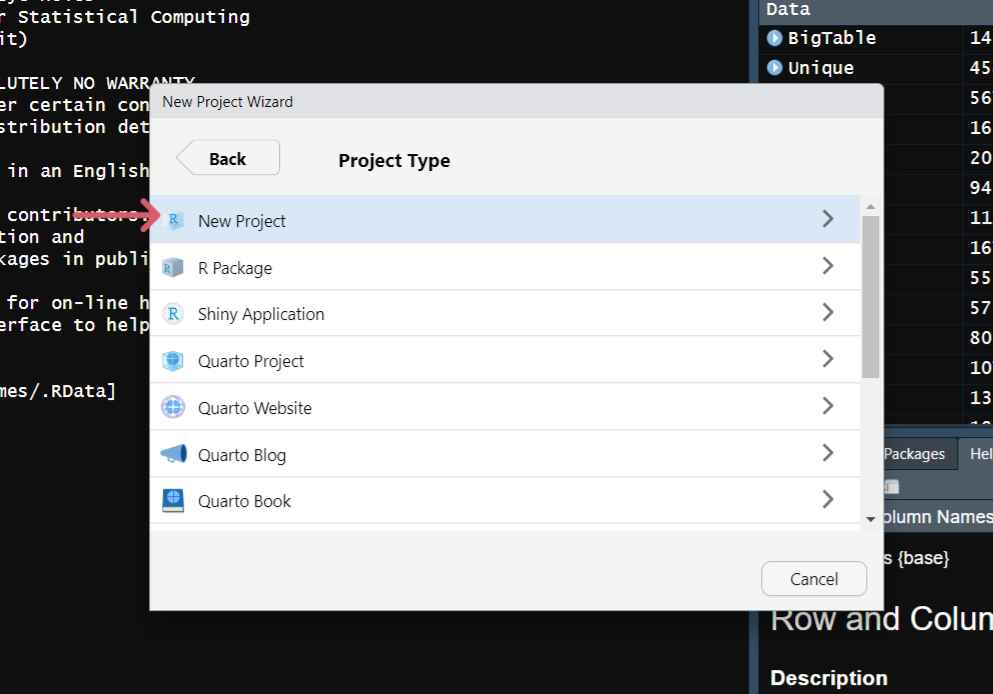 r Statistical Computing
it)
LUTELY NO WARRANTY
er certain con
stribution det
in an English
contributors.
tion and
kages in publi
for on-line h
erface to help
mes/.RData]
New Project Wizard
Back
Project Type
R New Project
R R Package
R Shiny Application
Quarto Project
Quarto Website
Quarto Blog
Quarto Book
Cancel
Data
BigTable 14
Unique 45
56
16
20
94
11
16
55
57
80
10
13
Packages Hel
olumn Names
s {base}
Row and Colum
Description